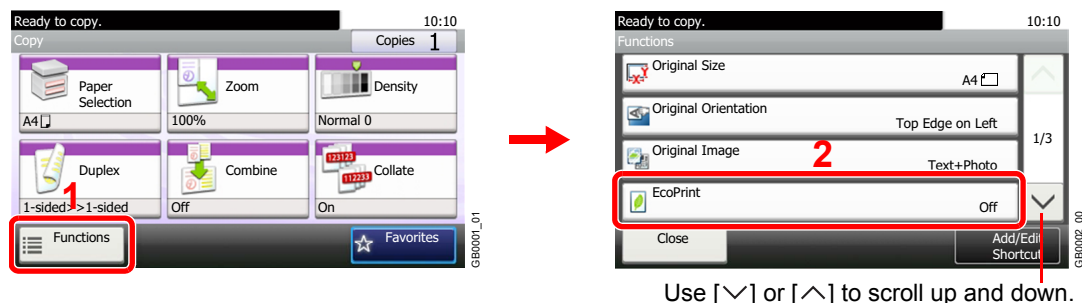 Ready to copy. 10:10
Copy Copies 1
Paper
Selection
A4
Zoom
100%
Density
Normal 0
Duplex
1-sided>>1-sided
Combine
Off
123123
112233
Collate
On
1
Functions
Favorites
GB0001_01
Ready to copy. 10:10
Functions
Original Size
A4
Original Orientation
Top Edge on Left
1/3
Original Image
Text+Photo
2
EcoPrint
Off
Close
Add/Edit
Shortcut
GB0002_00
Use [∨] or [∧] to scroll up and down.